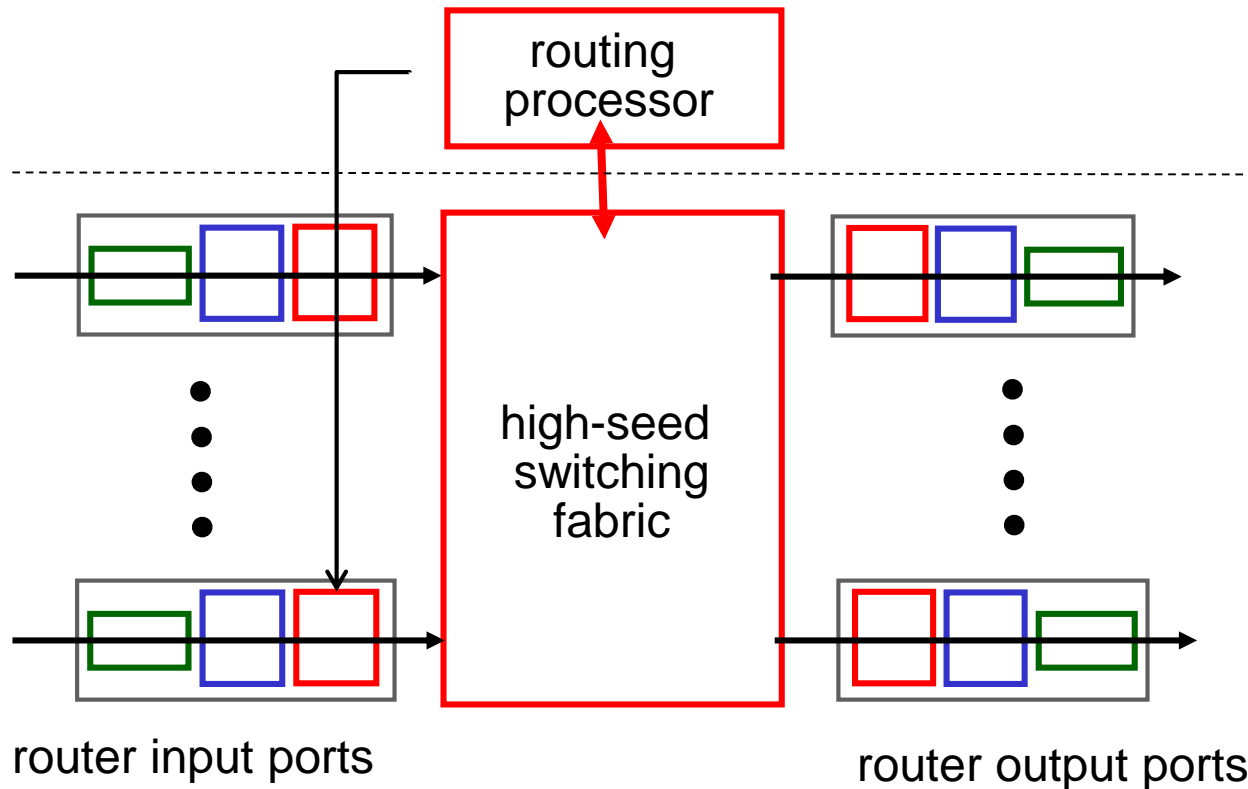 routing
processor
high-seed
switching
fabric
router input ports
router output ports